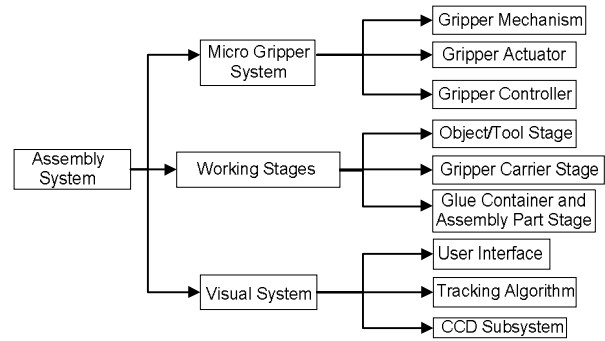 Assembly
System
Micro Gripper
System
Gripper Mechanism
Gripper Actuator
Gripper Controller
Working Stages
Object/Tool Stage
Gripper Carrier Stage
Glue Container and
Assembly Part Stage
Visual System
User Interface
Tracking Algorithm
CCD Subsystem